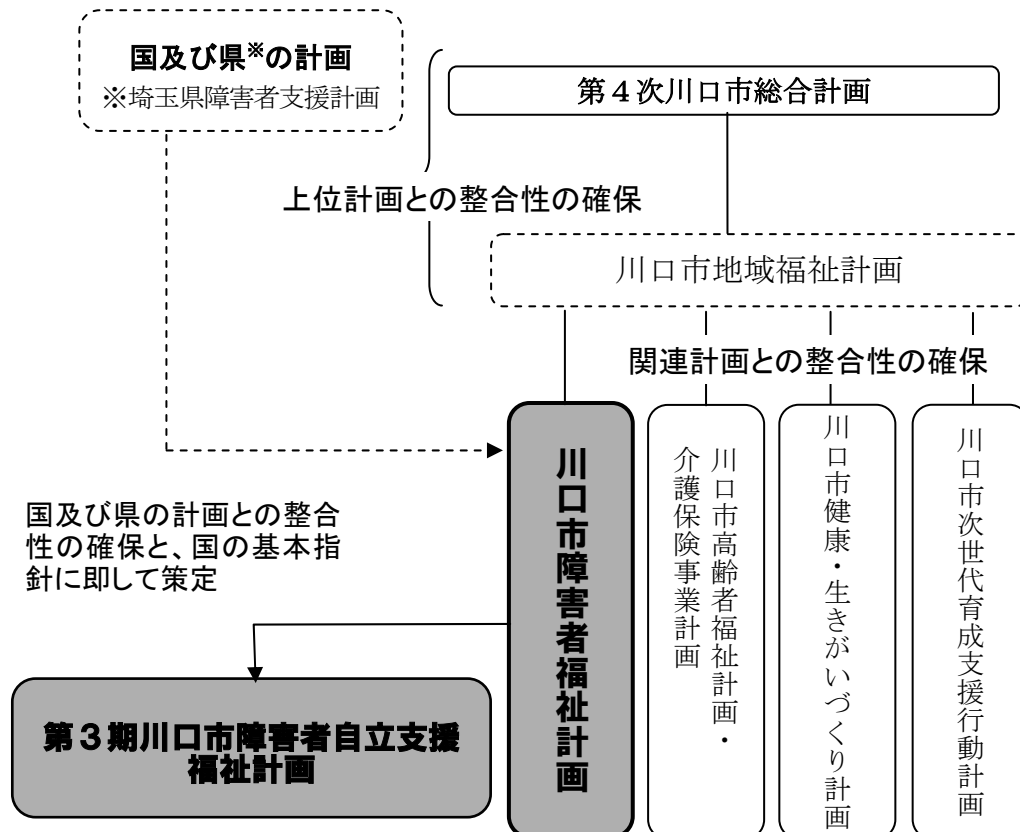 国及び県※の計画
※埼玉県障害者支援計画
第４次川口市総合計画
上位計画との整合性の確保
川口市地域福祉計画
関連計画との整合性の確保
川口市障害者福祉計画
川口市高齢者福祉計画・
介護保険事業計画
川口市健康・生きがいづくり計画
川口市次世代育成支援行動計画
国及び県の計画との整合
性の確保と、国の基本指
針に即して策定
第３期川口市障害者自立支援
福祉計画